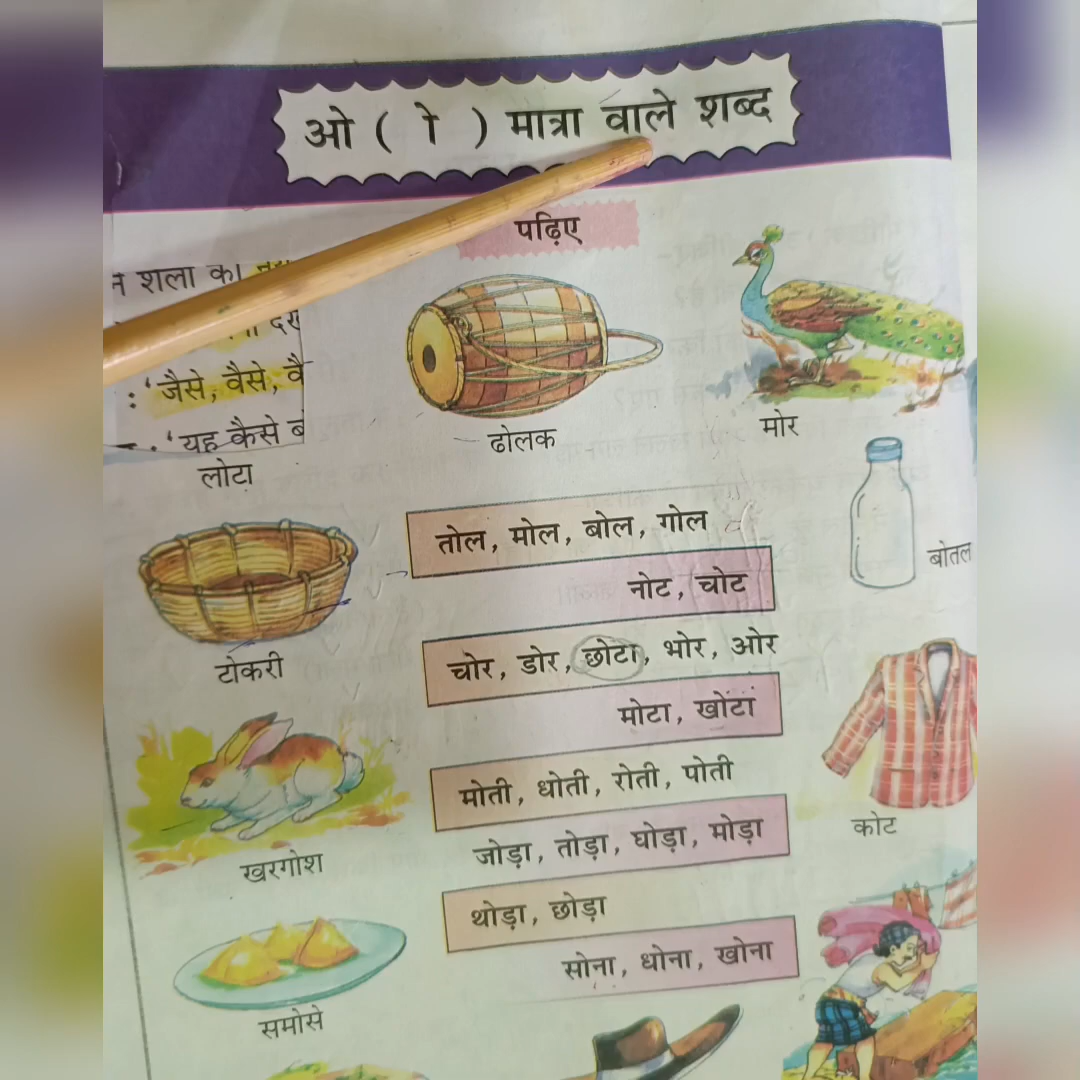 ओ ( ो ) मात्रा वाले शब्द
पढ़िए
शला का
: 'जैसे, वैसे, वै
'यह कैसे
लोटा
ढोलक
मोर
तोल, मोल, बोल, गोल
नोट, चोट
बोतल
टोकरी
चोर, डोर, छोटा, भोर, ओर
मोटा, खोंटा
खरगोश
मोती, धोती, रोती, पोती
जोड़ा, तोड़ा, घोड़ा, मोड़ा
कोट
थोड़ा, छोड़ा
सोना, धोना, खोना
समोसे